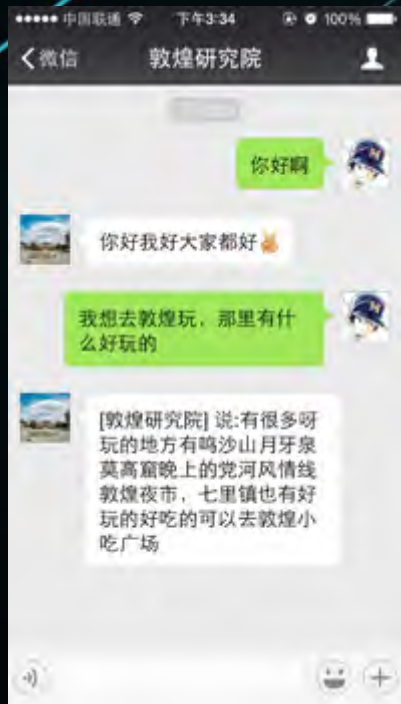 中国联通 下午3:34 100%
微信 敦煌研究院
你好啊
你好我好大家都好✌
我想去敦煌玩，那里有什
么好玩的
[敦煌研究院] 说:有很多呀
玩的地方有鸣沙山月牙泉
莫高窟晚上的党河风情线
敦煌夜市，七里镇也有好
玩的好吃的可以去敦煌小
吃广场